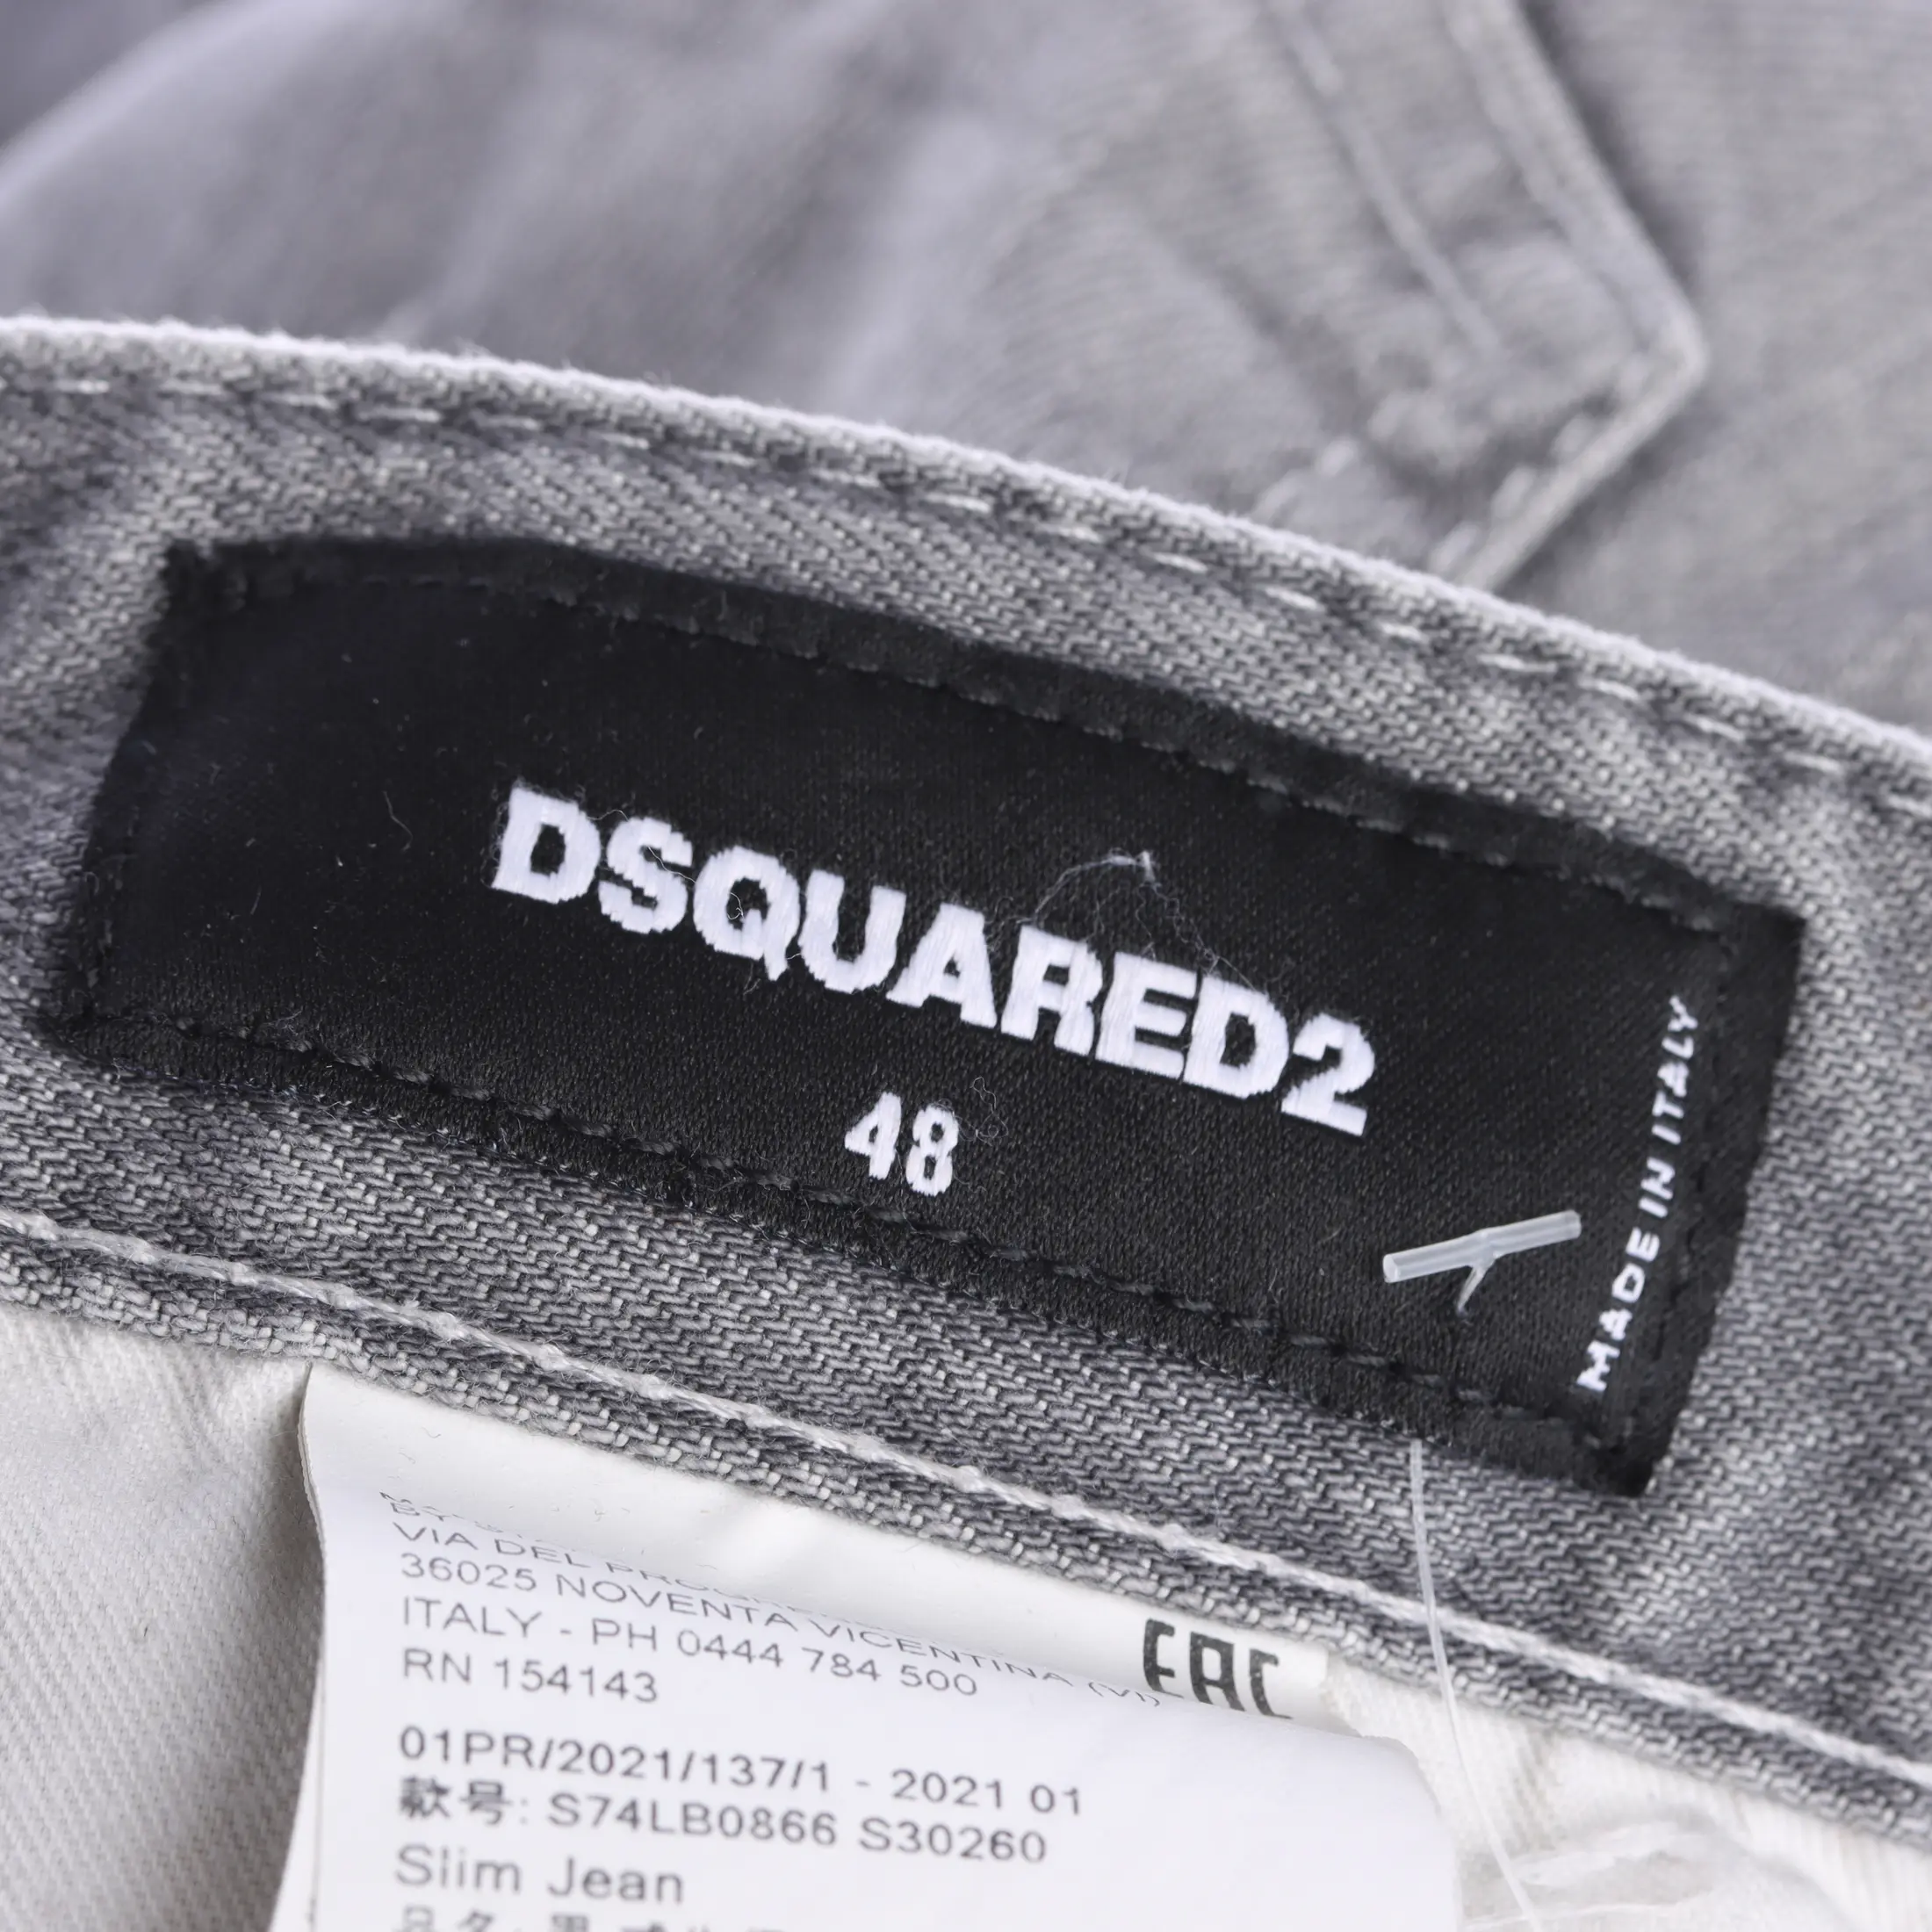 DSQUARED2
48
MADE IN ITALY
VIA DEL
36025 NOVENTA VICENTINA (VI)
ITALY - PH 0444 784 500
RN 154143
EAC
01PR/2021/137/1 - 2021 01
款号: S74LB0866 S30260
Slim Jean